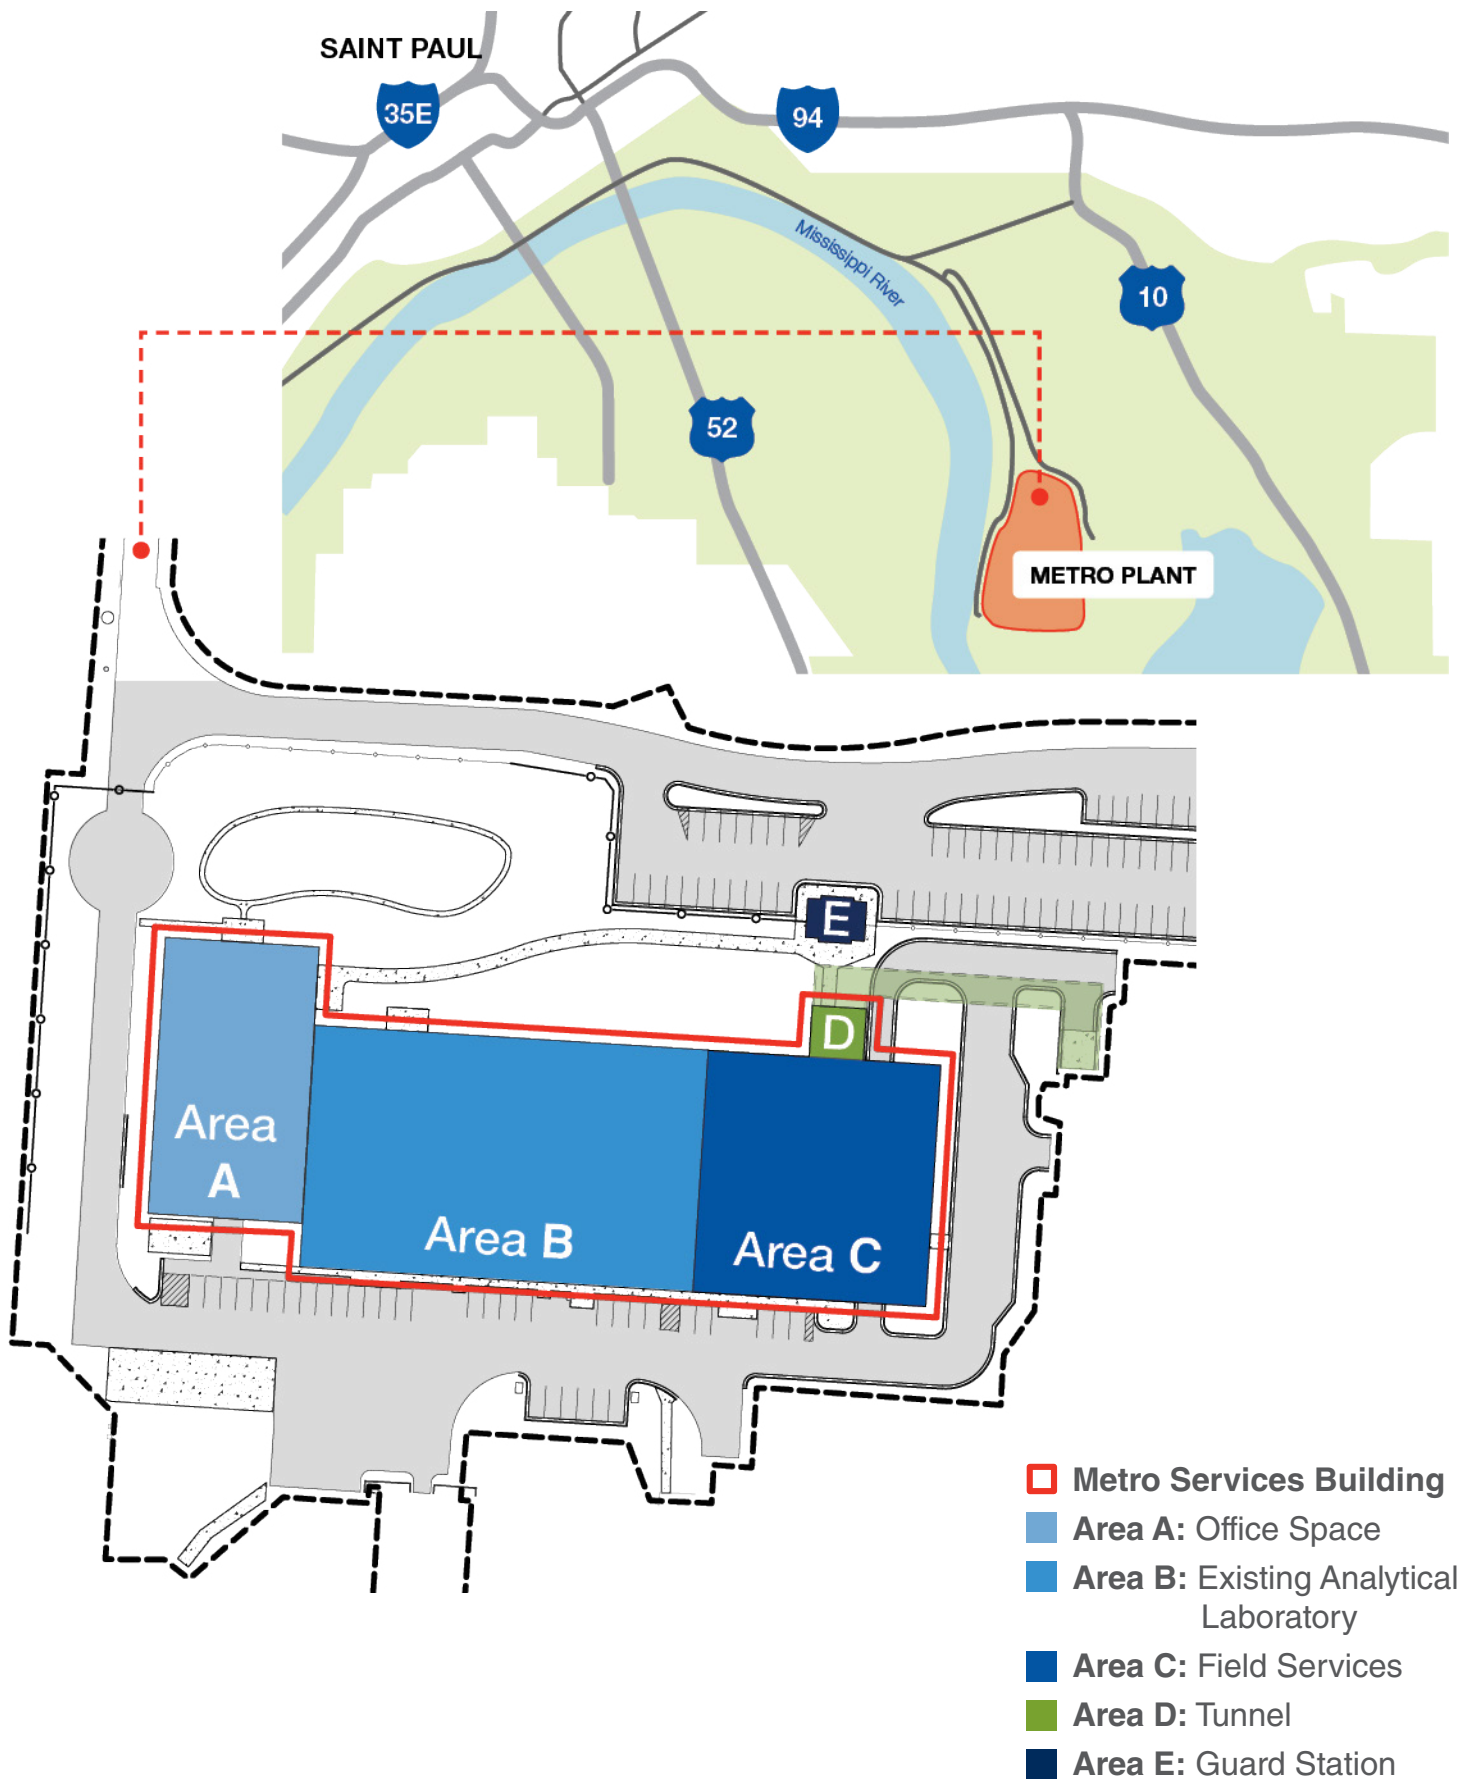 SAINT PAUL
35E
94
Mississippi River
10
52
METRO PLANT
E
D
Area
A
Area B
Area C
Metro Services Building
Area A: Office Space
Area B: Existing Analytical
Laboratory
Area C: Field Services
Area D: Tunnel
Area E: Guard Station